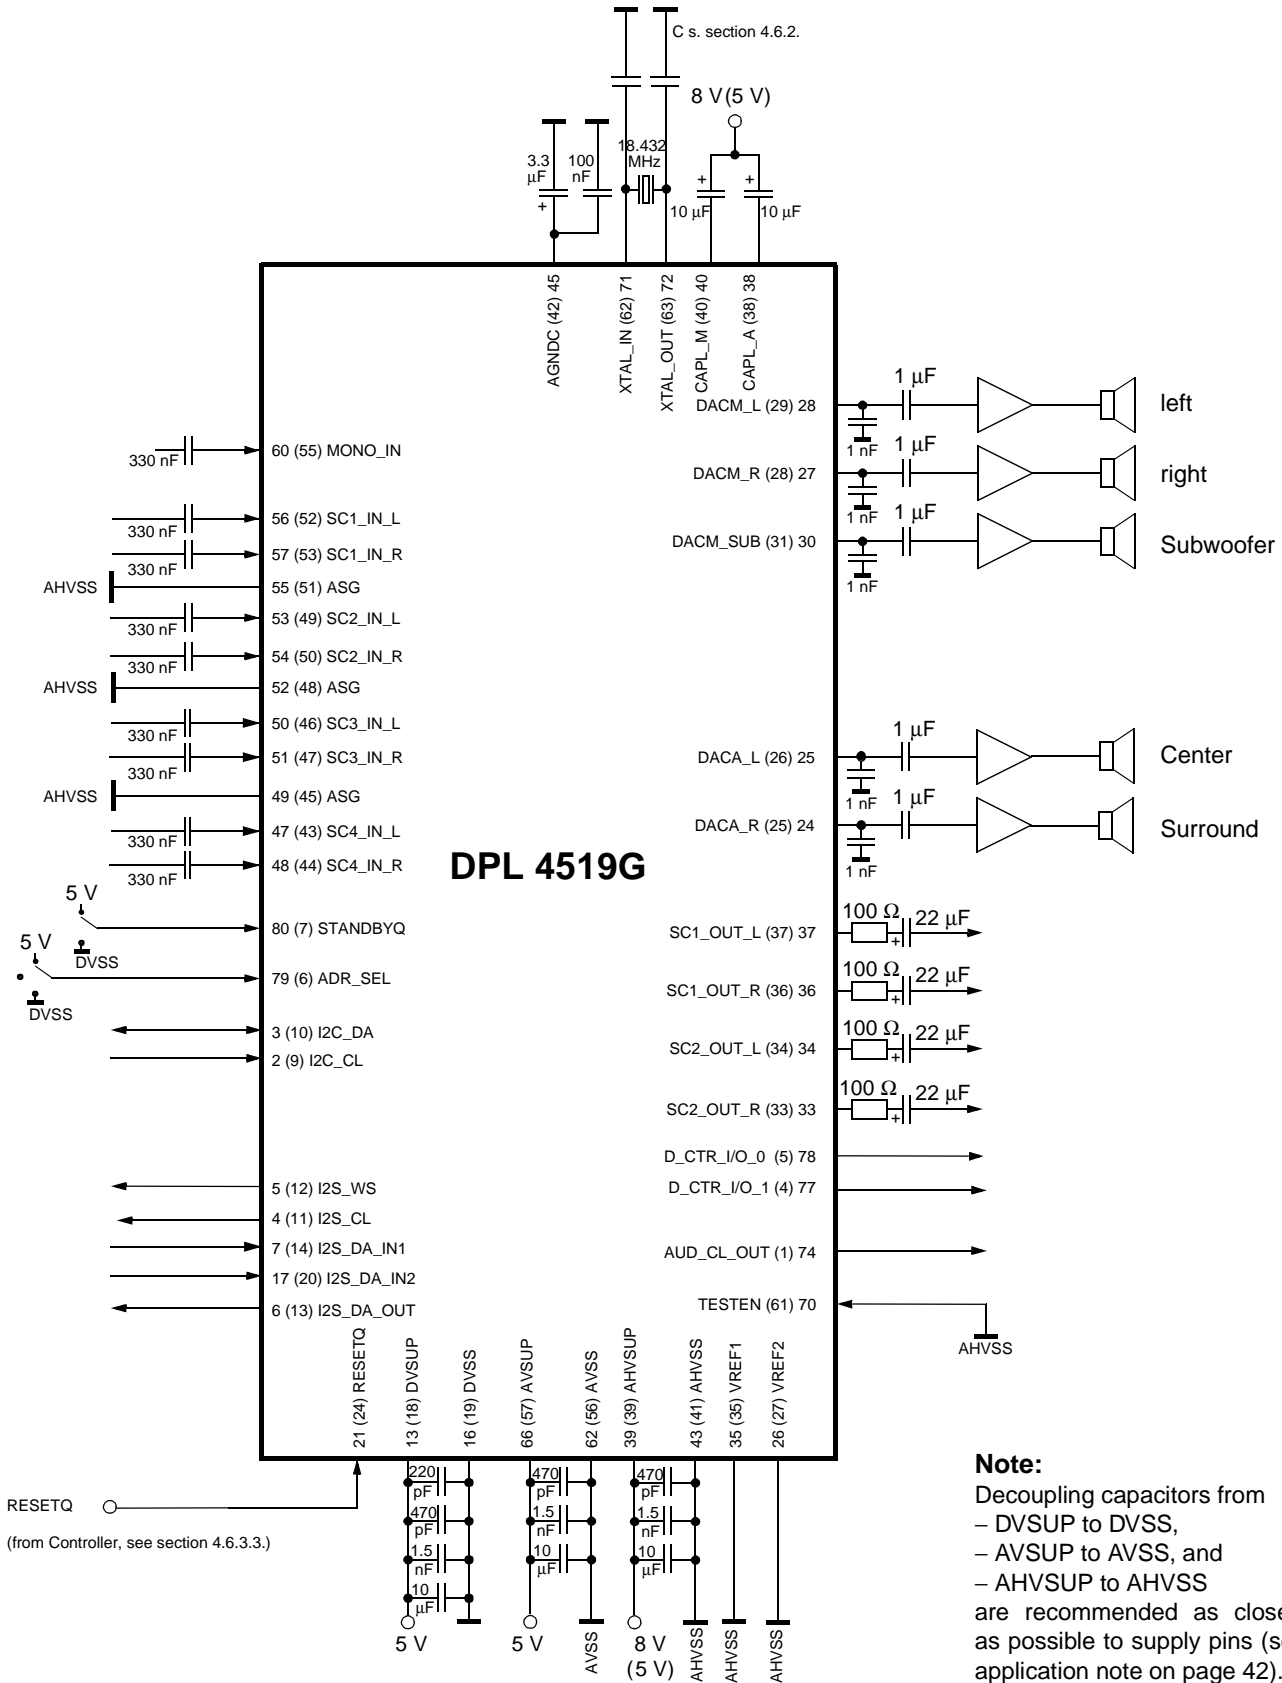 C s. section 4.6.2.
8 V (5 V)
18.432
MHz
3.3
µF
+
100
nF
+
10 µF
+
10 µF
AGNDC (42) 45
XTAL_IN (62) 71
XTAL_OUT (63) 72
CAPL_M (40) 40
CAPL_A (38) 38
330 nF
60 (55) MONO_IN
330 nF
56 (52) SC1_IN_L
330 nF
57 (53) SC1_IN_R
AHVSS
55 (51) ASG
330 nF
53 (49) SC2_IN_L
330 nF
54 (50) SC2_IN_R
AHVSS
52 (48) ASG
330 nF
50 (46) SC3_IN_L
330 nF
51 (47) SC3_IN_R
AHVSS
49 (45) ASG
330 nF
47 (43) SC4_IN_L
330 nF
48 (44) SC4_IN_R
5 V
DVSS
80 (7) STANDBYQ
5 V
DVSS
79 (6) ADR_SEL
3 (10) I2C_DA
2 (9) I2C_CL
5 (12) I2S_WS
4 (11) I2S_CL
7 (14) I2S_DA_IN1
17 (20) I2S_DA_IN2
6 (13) I2S_DA_OUT
DPL 4519G
DACM_L (29) 28
1 µF
1 nF
left
DACM_R (28) 27
1 µF
1 nF
right
DACM_SUB (31) 30
1 µF
1 nF
Subwoofer
DACA_L (26) 25
1 µF
1 nF
Center
DACA_R (25) 24
1 µF
1 nF
Surround
SC1_OUT_L (37) 37
100 Ω
+
22 µF
SC1_OUT_R (36) 36
100 Ω
+
22 µF
SC2_OUT_L (34) 34
100 Ω
+
22 µF
SC2_OUT_R (33) 33
100 Ω
+
22 µF
D_CTR_I/O_0 (5) 78
D_CTR_I/O_1 (4) 77
AUD_CL_OUT (1) 74
TESTEN (61) 70
AHVSS
21 (24) RESETQ
13 (18) DVSUP
16 (19) DVSS
66 (57) AVSUP
62 (56) AVSS
39 (39) AHVSUP
43 (41) AHVSS
35 (35) VREF1
26 (27) VREF2
RESETQ
(from Controller, see section 4.6.3.3.)
220
pF
470
pF
1.5
nF
10
µF
5 V
470
pF
1.5
nF
10
µF
5 V
AVSS
470
pF
1.5
nF
10
µF
8 V
(5 V)
AHVSS
AHVSS
AHVSS
Note:
Decoupling capacitors from
– DVSUP to DVSS,
– AVSUP to AVSS, and
– AHVSUP to AHVSS
are recommended as close
as possible to supply pins (s
application note on page 42).